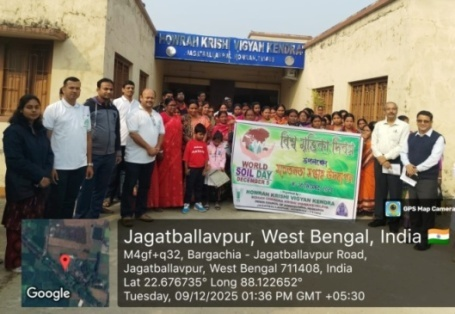 HOWRAH KRISHI VIGYAN KENDRA
বিশ্ব মৃত্তিকা দিবস
উপলক্ষ্যে
WORLD
SOIL DAY
DECEMBER 5
HOWRAH KRISHI VIGYAN KENDRA
GPS Map Camera
Jagatballavpur, West Bengal, India
M4gf+q32, Bargachia - Jagatballavpur Road,
Jagatballavpur, West Bengal 711408, India
Lat 22.676735° Long 88.122652°
Tuesday, 09/12/2025 01:36 PM GMT +05:30
Google